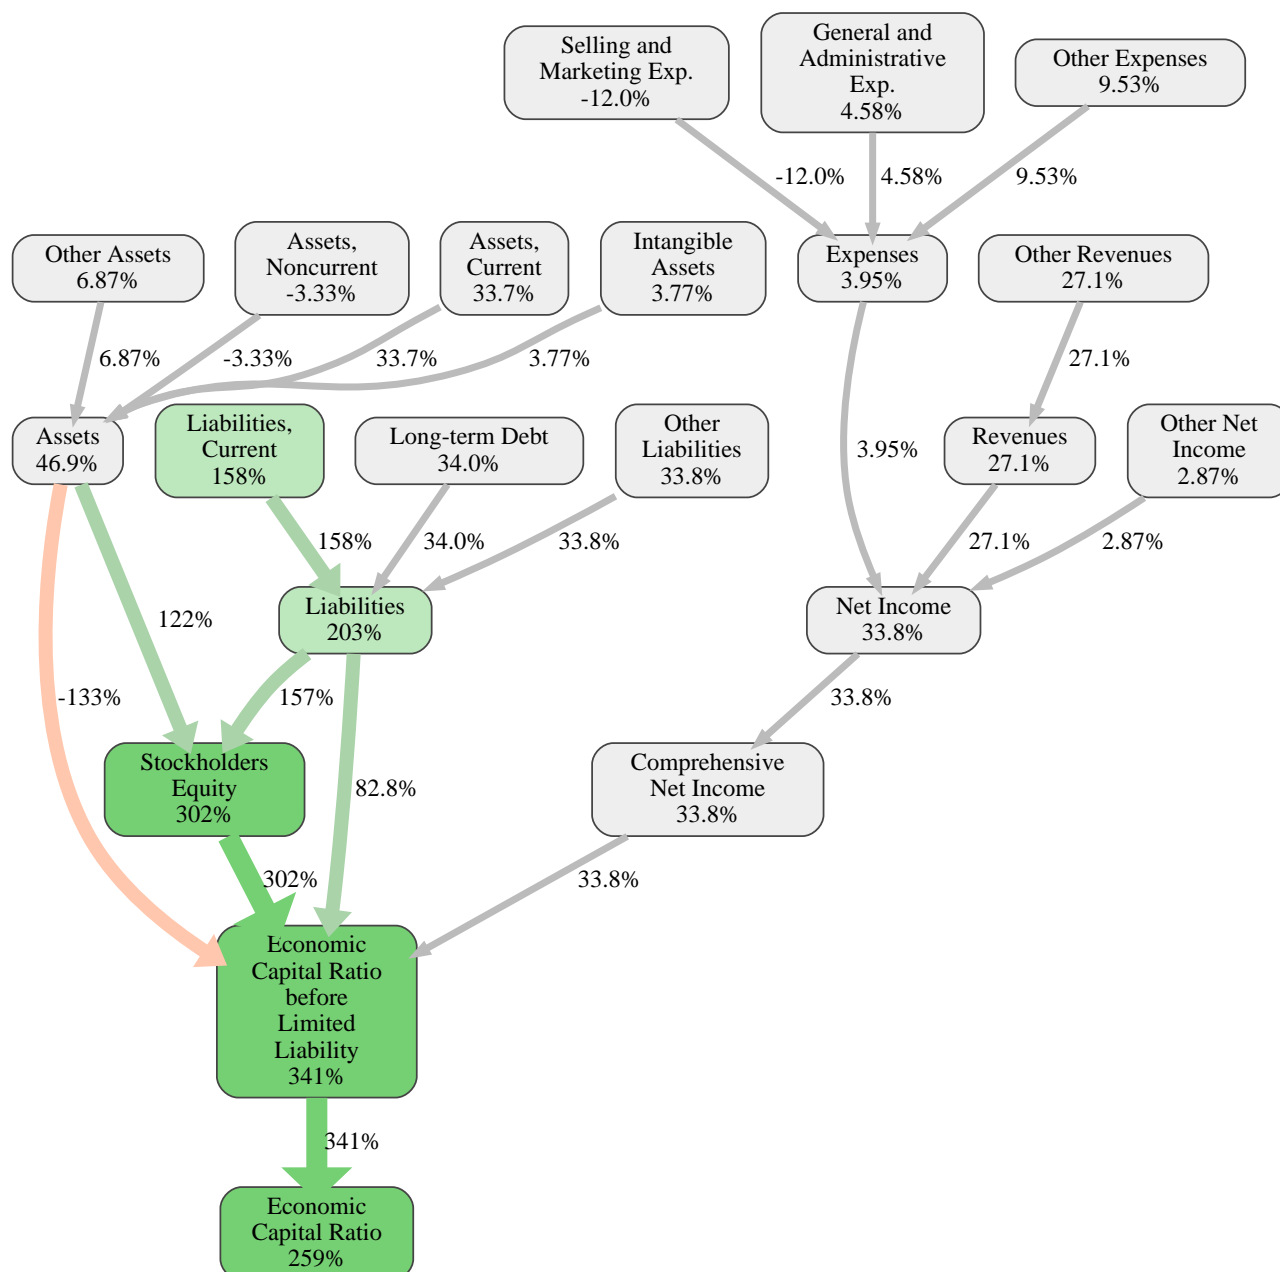 Selling and
Marketing Exp.
-12.0%
General and
Administrative
Exp.
4.58%
Other Expenses
9.53%
-12.0%
4.58%
9.53%
Other Assets
6.87%
Assets,
Noncurrent
-3.33%
Assets,
Current
33.7%
Intangible
Assets
3.77%
Expenses
3.95%
Other Revenues
27.1%
6.87%
-3.33%
33.7%
3.77%
27.1%
Assets
46.9%
Liabilities,
Current
158%
Long-term Debt
34.0%
Other
Liabilities
33.8%
3.95%
Revenues
27.1%
Other Net
Income
2.87%
158%
34.0%
33.8%
27.1%
2.87%
122%
Liabilities
203%
Net Income
33.8%
-133%
157%
33.8%
Stockholders
Equity
302%
82.8%
Comprehensive
Net Income
33.8%
302%
33.8%
Economic
Capital Ratio
before
Limited
Liability
341%
341%
Economic
Capital Ratio
259%